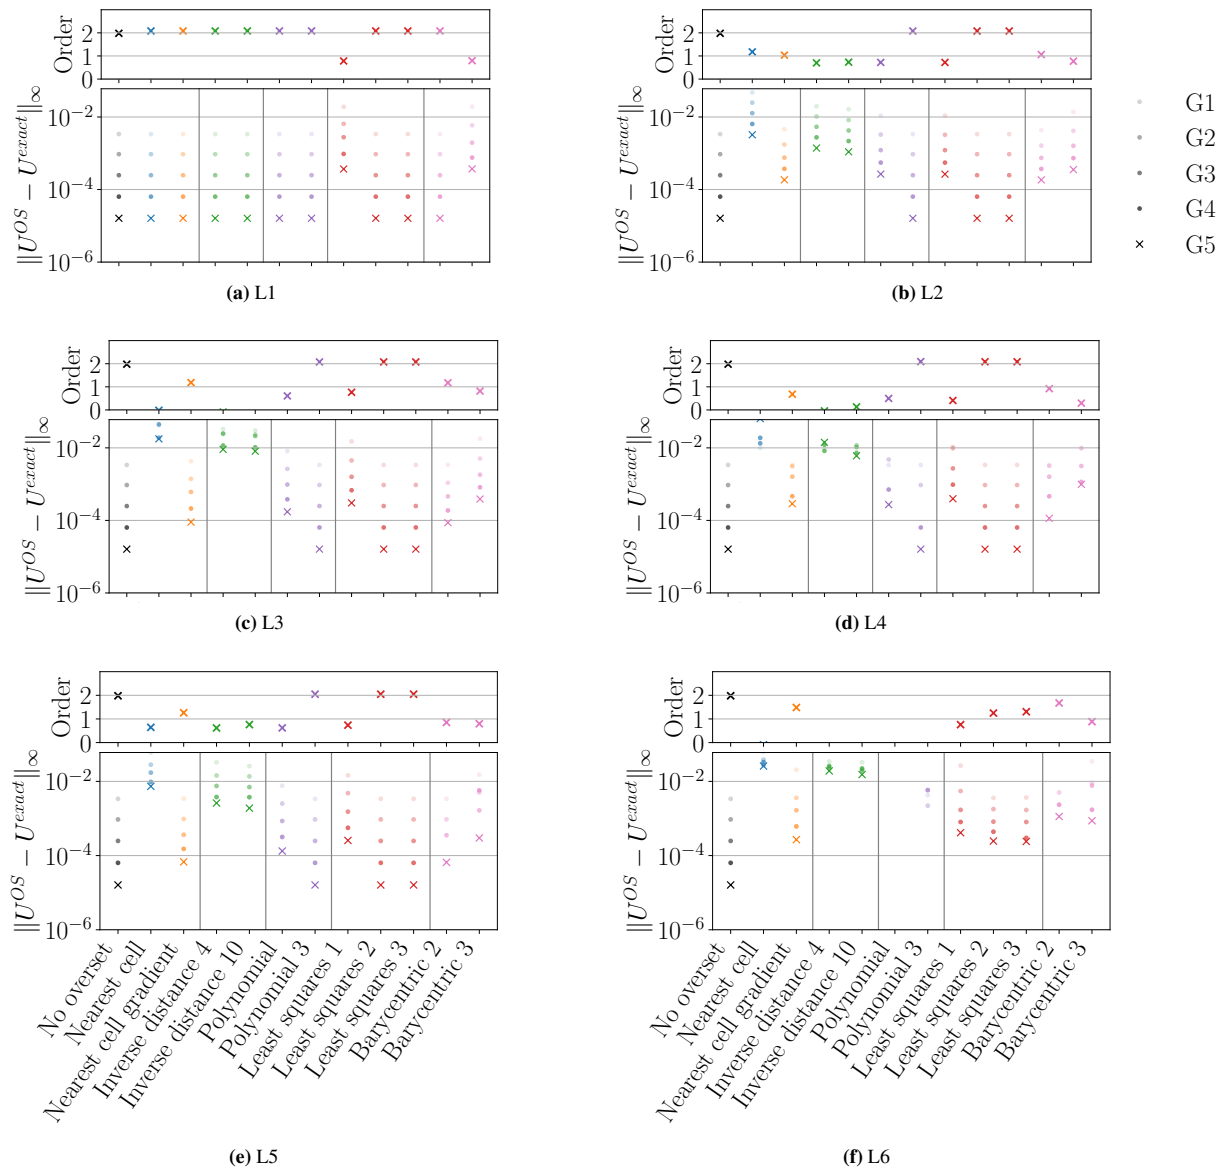 Order
2
1
0
||U^{OS} − U^{exact}||_∞
10^{−2}
10^{−4}
10^{−6}
(a) L1
Order
2
1
0
||U^{OS} − U^{exact}||_∞
10^{−2}
10^{−4}
10^{−6}
(b) L2
G1
G2
G3
G4
G5
Order
2
1
0
||U^{OS} − U^{exact}||_∞
10^{−2}
10^{−4}
10^{−6}
(c) L3
Order
2
1
0
||U^{OS} − U^{exact}||_∞
10^{−2}
10^{−4}
10^{−6}
(d) L4
Order
2
1
0
||U^{OS} − U^{exact}||_∞
10^{−2}
10^{−4}
10^{−6}
No overset
Nearest cell
Nearest cell gradient
Inverse distance 4
Inverse distance 10
Polynomial
Polynomial 3
Least squares 1
Least squares 2
Least squares 3
Barycentric 2
Barycentric 3
(e) L5
Order
2
1
0
||U^{OS} − U^{exact}||_∞
10^{−2}
10^{−4}
10^{−6}
No overset
Nearest cell
Nearest cell gradient
Inverse distance 4
Inverse distance 10
Polynomial
Polynomial 3
Least squares 1
Least squares 2
Least squares 3
Barycentric 2
Barycentric 3
(f) L6